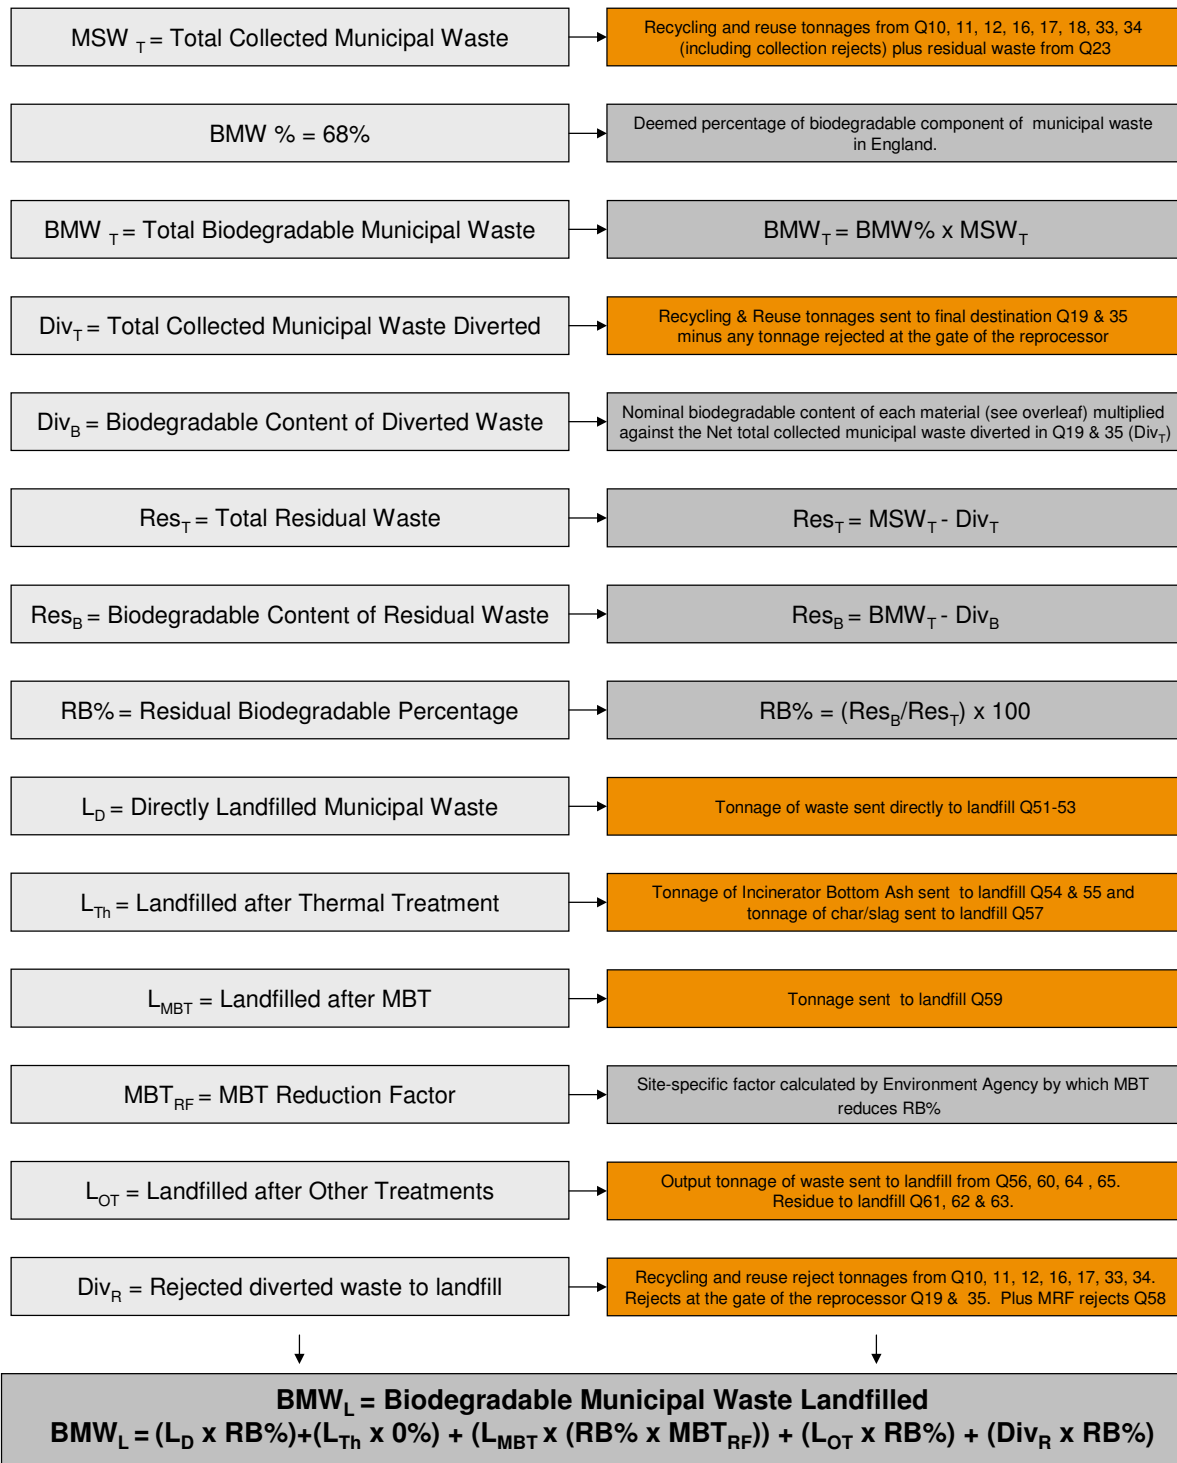 MSW T = Total Collected Municipal Waste
Recycling and reuse tonnages from Q10, 11, 12, 16, 17, 18, 33, 34
(including collection rejects) plus residual waste from Q23
BMW % = 68%
Deemed percentage of biodegradable component of municipal waste
in England.
BMW T = Total Biodegradable Municipal Waste
BMWT = BMW% x MSWT
DivT = Total Collected Municipal Waste Diverted
Recycling & Reuse tonnages sent to final destination Q19 & 35
minus any tonnage rejected at the gate of the reprocessor
DivB = Biodegradable Content of Diverted Waste
Nominal biodegradable content of each material (see overleaf) multiplied
against the Net total collected municipal waste diverted in Q19 & 35 (DivT)
ResT = Total Residual Waste
ResT = MSWT - DivT
ResB = Biodegradable Content of Residual Waste
ResB = BMWT - DivB
RB% = Residual Biodegradable Percentage
RB% = (ResB/ResT) x 100
LD = Directly Landfilled Municipal Waste
Tonnage of waste sent directly to landfill Q51-53
LTh = Landfilled after Thermal Treatment
Tonnage of Incinerator Bottom Ash sent to landfill Q54 & 55 and
tonnage of char/slag sent to landfill Q57
LMBT = Landfilled after MBT
Tonnage sent to landfill Q59
MBTRF = MBT Reduction Factor
Site-specific factor calculated by Environment Agency by which MBT
reduces RB%
LOT = Landfilled after Other Treatments
Output tonnage of waste sent to landfill from Q56, 60, 64 , 65.
Residue to landfill Q61, 62 & 63.
DivR = Rejected diverted waste to landfill
Recycling and reuse reject tonnages from Q10, 11, 12, 16, 17, 33, 34.
Rejects at the gate of the reprocessor Q19 & 35. Plus MRF rejects Q58
BMWL = Biodegradable Municipal Waste Landfilled
BMWL = (LD x RB%)+(LTh x 0%) + (LMBT x (RB% x MBTRF)) + (LOT x RB%) + (DivR x RB%)